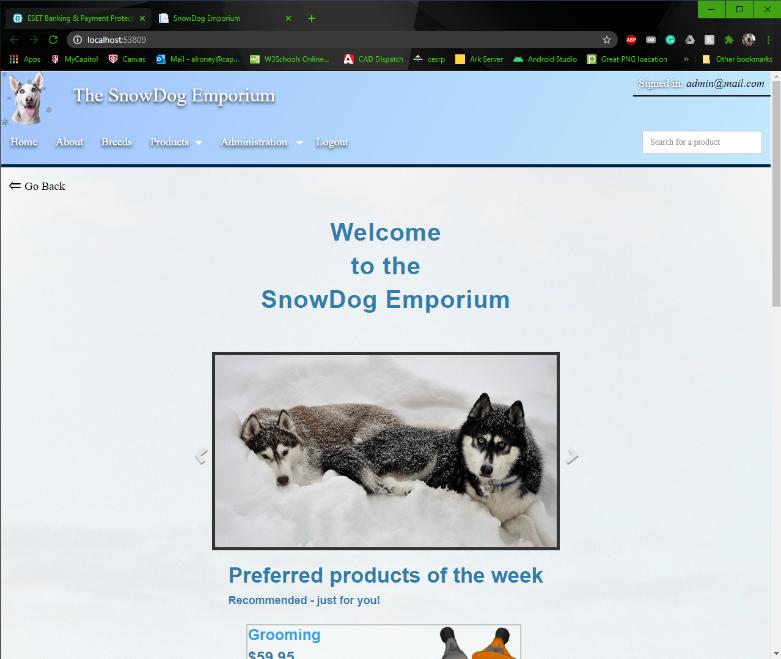 ESET Banking & Payment Protect
SnowDog Emporium
localhost:53809
Apps
MyCapitol
Canvas
Mail - alroney@cap...
W3Schools Online...
CAD Dispatch
cesrp
Ark Server
Android Studio
Great PNG loacation
»
Other bookmarks
The SnowDog Emporium
Signed in: admin@mail.com
Home
About
Breeds
Products
Administration
Logout
Search for a product
⇐ Go Back
Welcome
to the
SnowDog Emporium
Preferred products of the week
Recommended - just for you!
Grooming
$59.95